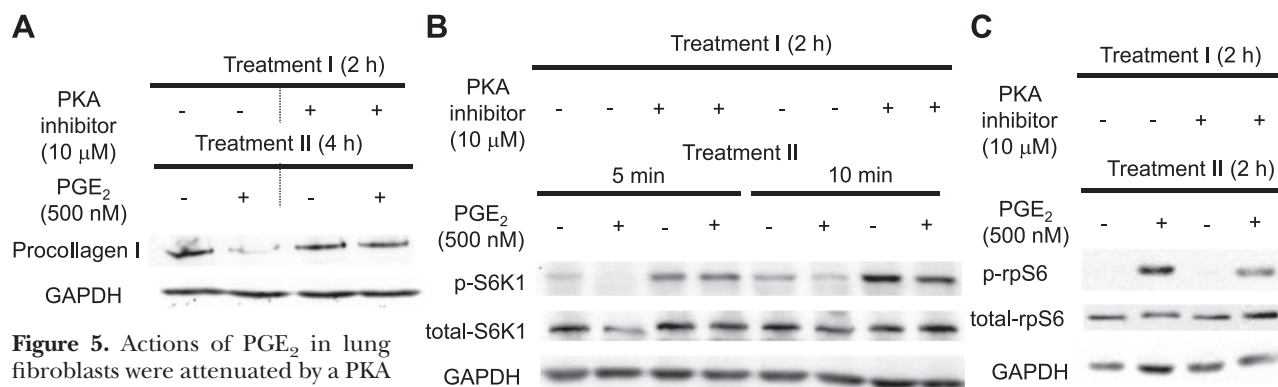 A
Treatment I (2 h)
PKA inhibitor (10 μM)
- - + +
Treatment II (4 h)
PGE₂ (500 nM)
- + - +
Procollagen I
GAPDH
Figure 5. Actions of PGE₂ in lung
fibroblasts were attenuated by a PKA
B
Treatment I (2 h)
PKA
inhibitor
(10 μM)
- - + + - - + +
Treatment II
5 min 10 min
PGE₂
(500 nM)
- + - + - + - +
p-S6K1
total-S6K1
GAPDH
C
Treatment I (2 h)
PKA
inhibitor
(10 μM)
- - + +
Treatment II (2 h)
PGE₂
(500 nM)
- + - +
p-rpS6
total-rpS6
GAPDH